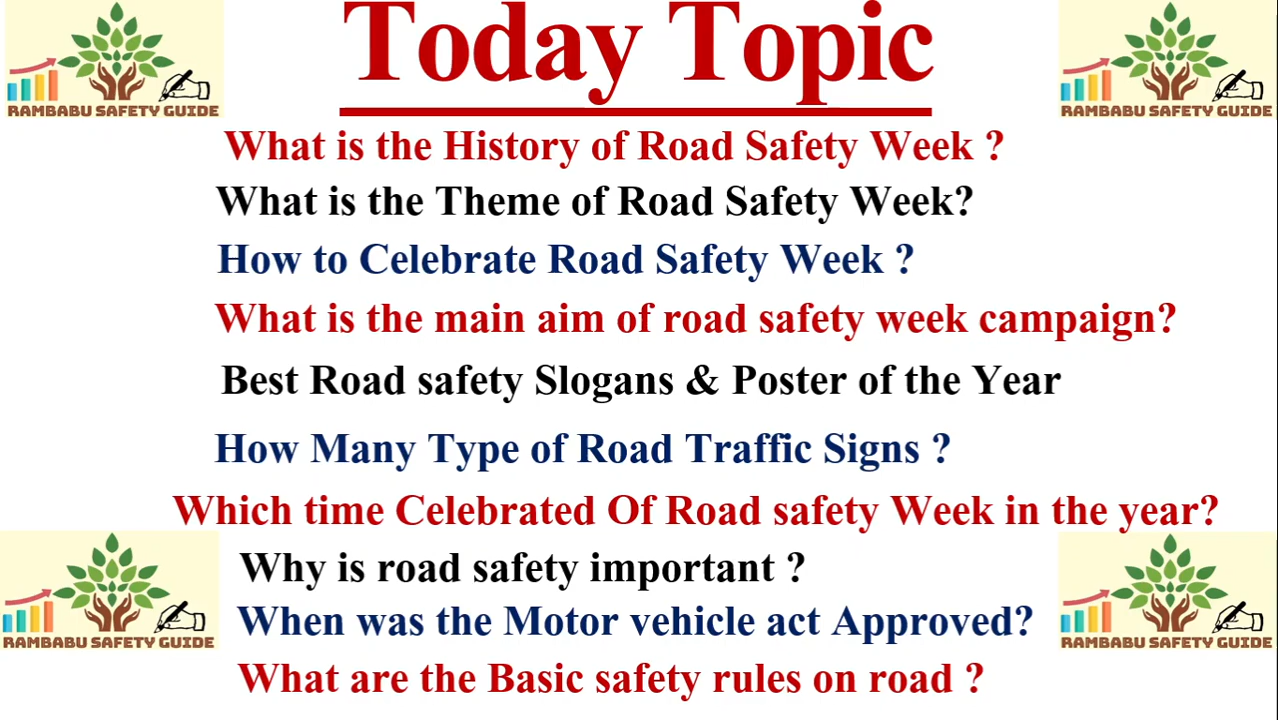 Today Topic
RAMBABU SAFETY GUIDE
RAMBABU SAFETY GUIDE
What is the History of Road Safety Week ?
What is the Theme of Road Safety Week?
How to Celebrate Road Safety Week ?
What is the main aim of road safety week campaign?
Best Road safety Slogans & Poster of the Year
How Many Type of Road Traffic Signs ?
Which time Celebrated Of Road safety Week in the year?
Why is road safety important ?
When was the Motor vehicle act Approved?
RAMBABU SAFETY GUIDE
RAMBABU SAFETY GUIDE
What are the Basic safety rules on road ?